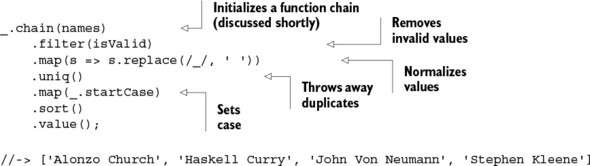 Initializes a function chain
(discussed shortly)
_.chain(names)
Removes
invalid values
.filter(isValid)
.map(s => s.replace(/_/, ' '))
Normalizes
values
.uniq()
Throws away
duplicates
.map(_.startCase)
Sets
case
.sort()
.value();
//-> ['Alonzo Church', 'Haskell Curry', 'John Von Neumann', 'Stephen Kleene']